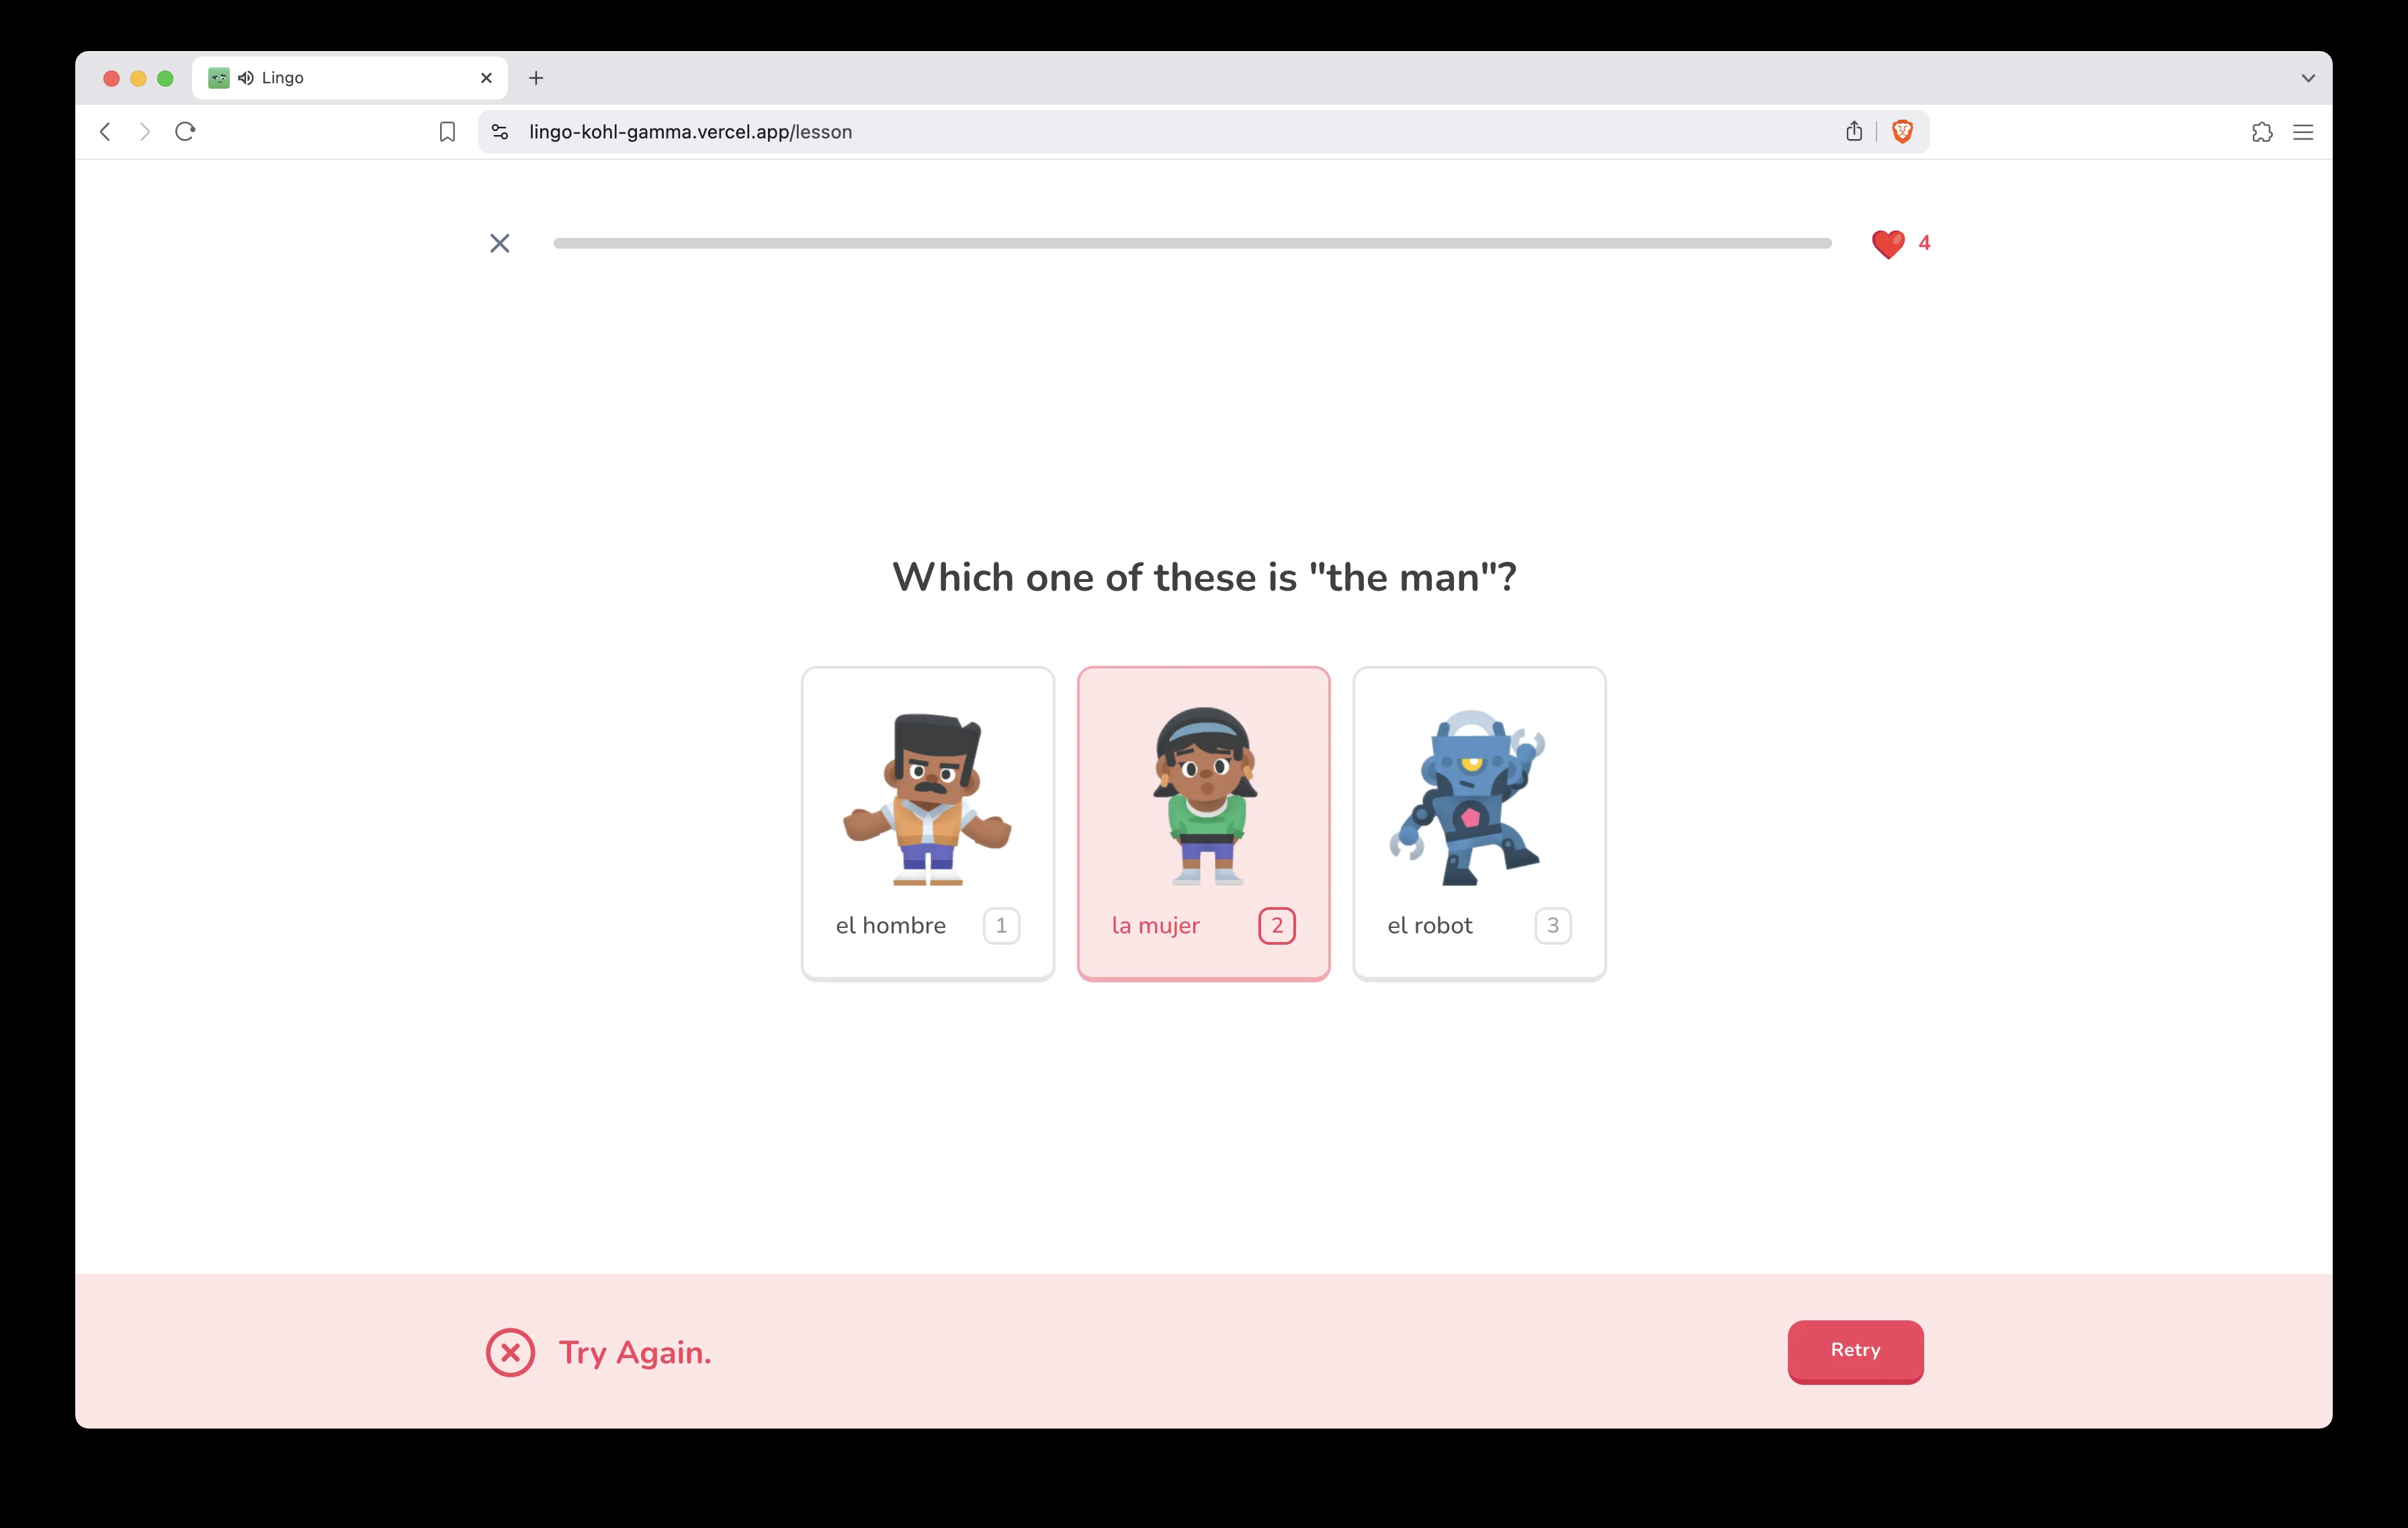 Lingo
lingo-kohl-gamma.vercel.app/lesson
4
Which one of these is "the man"?
el hombre 1
la mujer 2
el robot 3
Try Again.
Retry